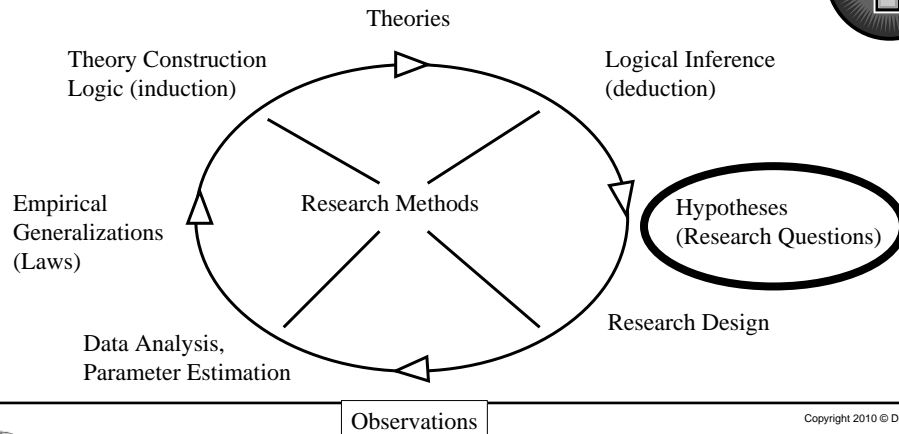 Theories
Theory Construction
Logic (induction)
Logical Inference
(deduction)
Empirical
Generalizations
(Laws)
Research Methods
Hypotheses
(Research Questions)
Research Design
Data Analysis,
Parameter Estimation
Observations
Copyright 2010 © D